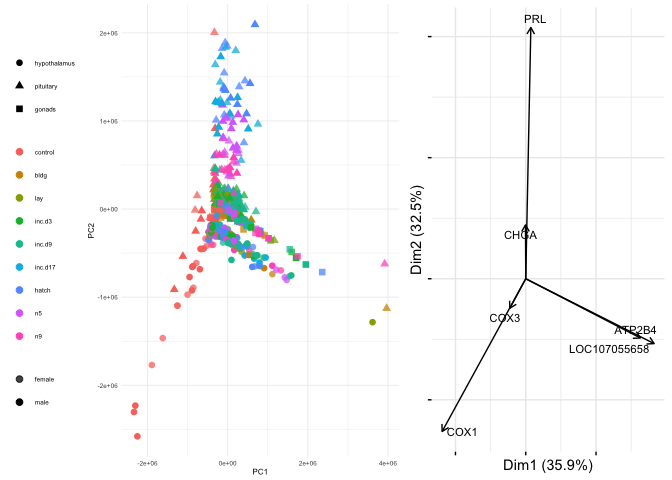 hypothalamus
pituitary
gonads
control
bldg
lay
inc.d3
inc.d9
inc.d17
hatch
n5
n9
female
male
PC2
2e+06
1e+06
0e+00
-1e+06
-2e+06
-2e+06 0e+00 2e+06 4e+06
PC1
Dim2 (32.5%)
PRL
CHGA
COX3
ATP2B4
LOC107055658
COX1
Dim1 (35.9%)